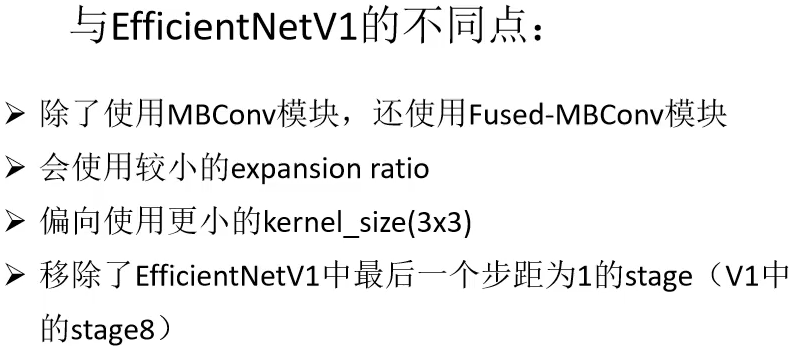 与EfficientNetV1的不同点：
➢ 除了使用MBConv模块，还使用Fused-MBConv模块
➢ 会使用较小的expansion ratio
➢ 偏向使用更小的kernel_size(3x3)
➢ 移除了EfficientNetV1中最后一个步距为1的stage（V1中
的stage8）